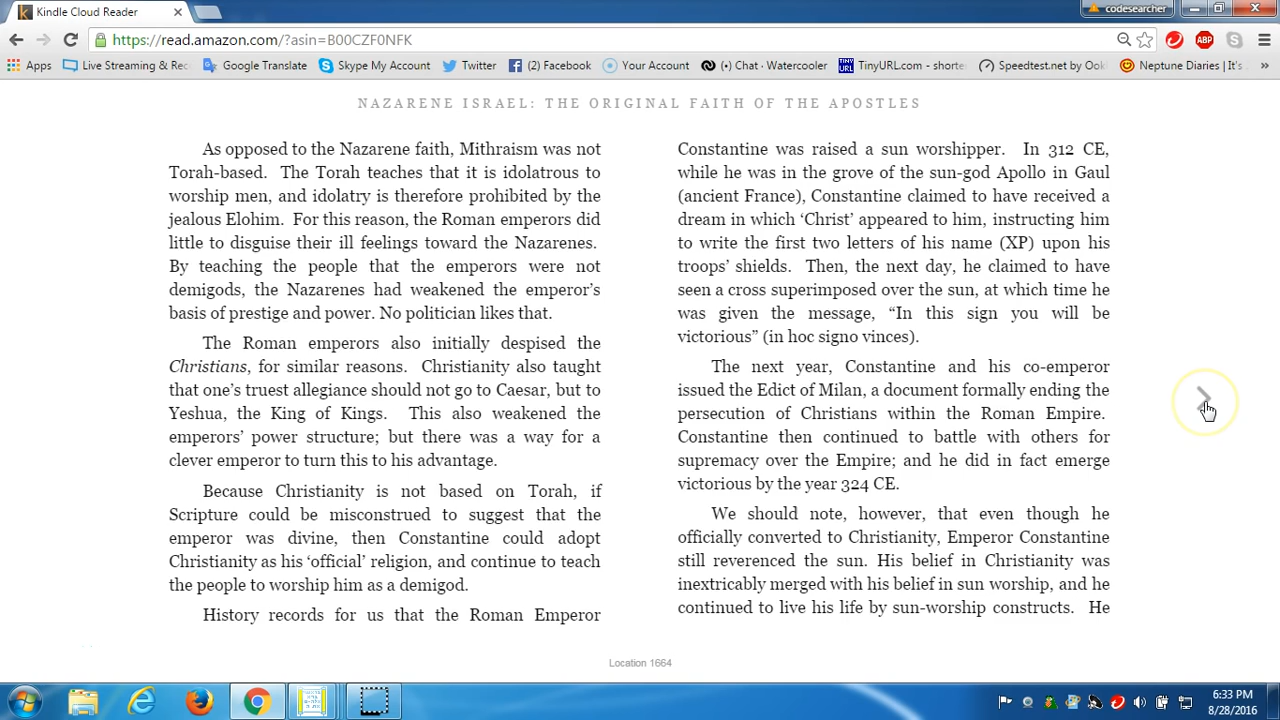 Kindle Cloud Reader
codesearcher
https://read.amazon.com/?asin=B00CZF0NFK
Apps
Live Streaming & Rec
Google Translate
Skype My Account
Twitter
(2) Facebook
Your Account
(•) Chat · Watercooler
TINY URL
TinyURL.com - shorte
Speedtest.net by Ookl
Neptune Diaries | It's
»
ABP
NAZARENE ISRAEL: THE ORIGINAL FAITH OF THE APOSTLES
As opposed to the Nazarene faith, Mithraism was not
Torah-based. The Torah teaches that it is idolatrous to
worship men, and idolatry is therefore prohibited by the
jealous Elohim. For this reason, the Roman emperors did
little to disguise their ill feelings toward the Nazarenes.
By teaching the people that the emperors were not
demigods, the Nazarenes had weakened the emperor's
basis of prestige and power. No politician likes that.
The Roman emperors also initially despised the
Christians, for similar reasons. Christianity also taught
that one's truest allegiance should not go to Caesar, but to
Yeshua, the King of Kings. This also weakened the
emperors' power structure; but there was a way for a
clever emperor to turn this to his advantage.
Because Christianity is not based on Torah, if
Scripture could be misconstrued to suggest that the
emperor was divine, then Constantine could adopt
Christianity as his 'official' religion, and continue to teach
the people to worship him as a demigod.
History records for us that the Roman Emperor
Constantine was raised a sun worshipper. In 312 CE,
while he was in the grove of the sun-god Apollo in Gaul
(ancient France), Constantine claimed to have received a
dream in which 'Christ' appeared to him, instructing him
to write the first two letters of his name (XP) upon his
troops' shields. Then, the next day, he claimed to have
seen a cross superimposed over the sun, at which time he
was given the message, “In this sign you will be
victorious” (in hoc signo vinces).
The next year, Constantine and his co-emperor
issued the Edict of Milan, a document formally ending the
persecution of Christians within the Roman Empire.
Constantine then continued to battle with others for
supremacy over the Empire; and he did in fact emerge
victorious by the year 324 CE.
We should note, however, that even though he
officially converted to Christianity, Emperor Constantine
still reverenced the sun. His belief in Christianity was
inextricably merged with his belief in sun worship, and he
continued to live his life by sun-worship constructs. He
Location 1664
6:33 PM
8/28/2016